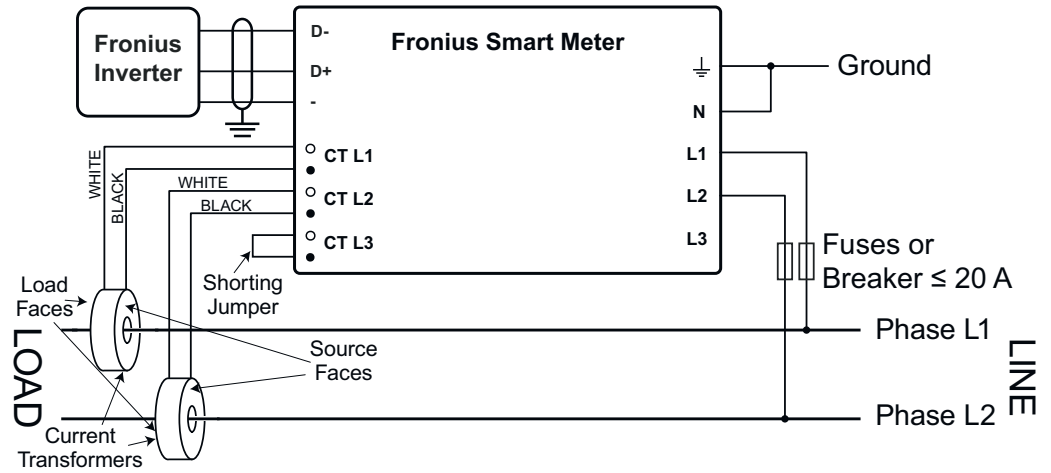 Fronius
Inverter
D-
D+
-
Fronius Smart Meter
N
Ground
CT L1
CT L2
CT L3
L1
L2
L3
WHITE
BLACK
WHITE
BLACK
Shorting
Jumper
Fuses or
Breaker ≤ 20 A
Load
Faces
LOAD
Source
Faces
Phase L1
LINE
Phase L2
Current
Transformers